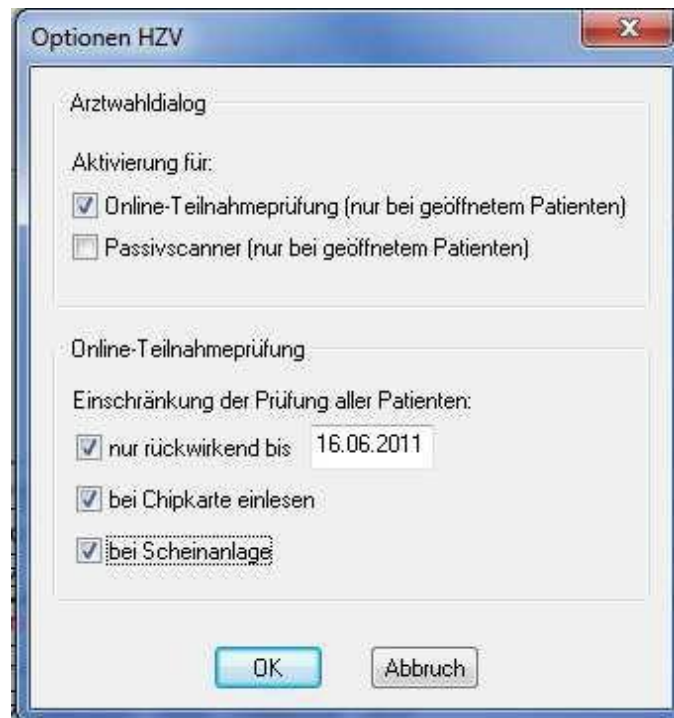 Optionen HZV
Arztwahldialog
Aktivierung für:
Online-Teilnahmeprüfung (nur bei geöffnetem Patienten)
Passivscanner (nur bei geöffnetem Patienten)
Online-Teilnahmeprüfung
Einschränkung der Prüfung aller Patienten:
nur rückwirkend bis 16.06.2011
bei Chipkarte einlesen
bei Scheinanlage
OK Abbruch